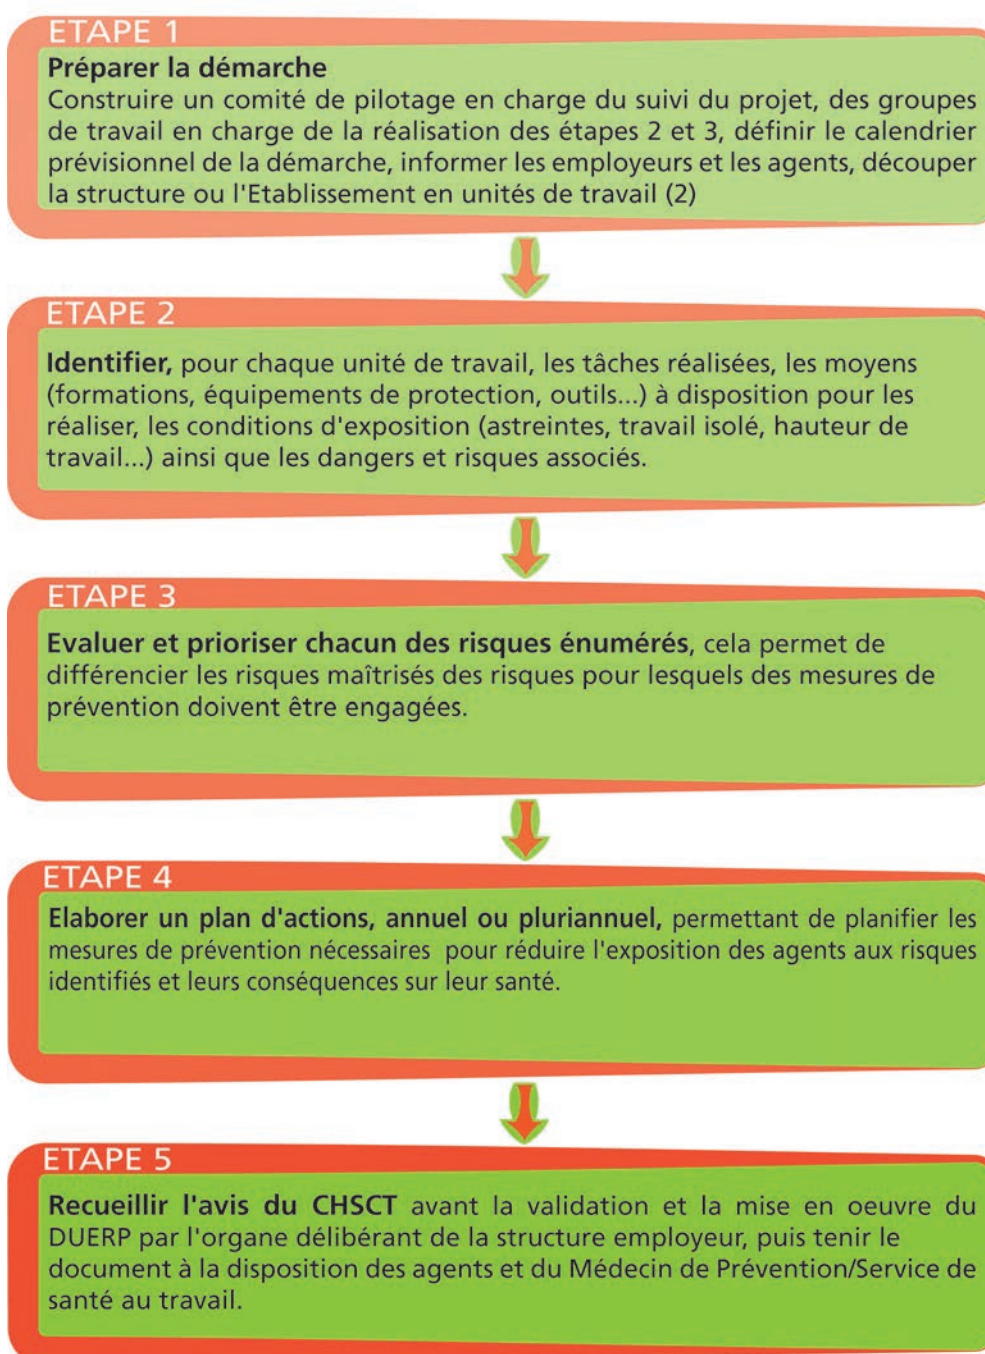 ETAPE 1
Préparer la démarche
Construire un comité de pilotage en charge du suivi du projet, des groupes
de travail en charge de la réalisation des étapes 2 et 3, définir le calendrier
prévisionnel de la démarche, informer les employeurs et les agents, découper
la structure ou l'Etablissement en unités de travail (2)
ETAPE 2
Identifier, pour chaque unité de travail, les tâches réalisées, les moyens
(formations, équipements de protection, outils...) à disposition pour les
réaliser, les conditions d'exposition (astreintes, travail isolé, hauteur de
travail...) ainsi que les dangers et risques associés.
ETAPE 3
Evaluer et prioriser chacun des risques énumérés, cela permet de
différencier les risques maîtrisés des risques pour lesquels des mesures de
prévention doivent être engagées.
ETAPE 4
Elaborer un plan d'actions, annuel ou pluriannuel, permettant de planifier les
mesures de prévention nécessaires pour réduire l'exposition des agents aux risques
identifiés et leurs conséquences sur leur santé.
ETAPE 5
Recueillir l'avis du CHSCT avant la validation et la mise en oeuvre du
DUERP par l'organe délibérant de la structure employeur, puis tenir le
document à la disposition des agents et du Médecin de Prévention/Service de
santé au travail.